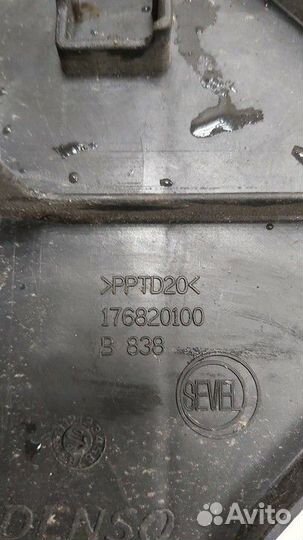 >PPTD20<
176820100
B 838
SEVEL
DENSO
Avito